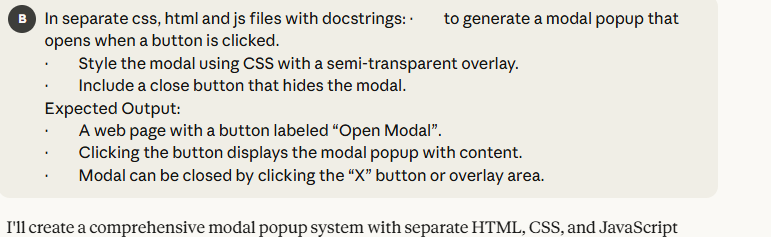 B
In separate css, html and js files with docstrings: · to generate a modal popup that
opens when a button is clicked.
· Style the modal using CSS with a semi-transparent overlay.
· Include a close button that hides the modal.
Expected Output:
· A web page with a button labeled “Open Modal”.
· Clicking the button displays the modal popup with content.
· Modal can be closed by clicking the “X” button or overlay area.
I'll create a comprehensive modal popup system with separate HTML, CSS, and JavaScript